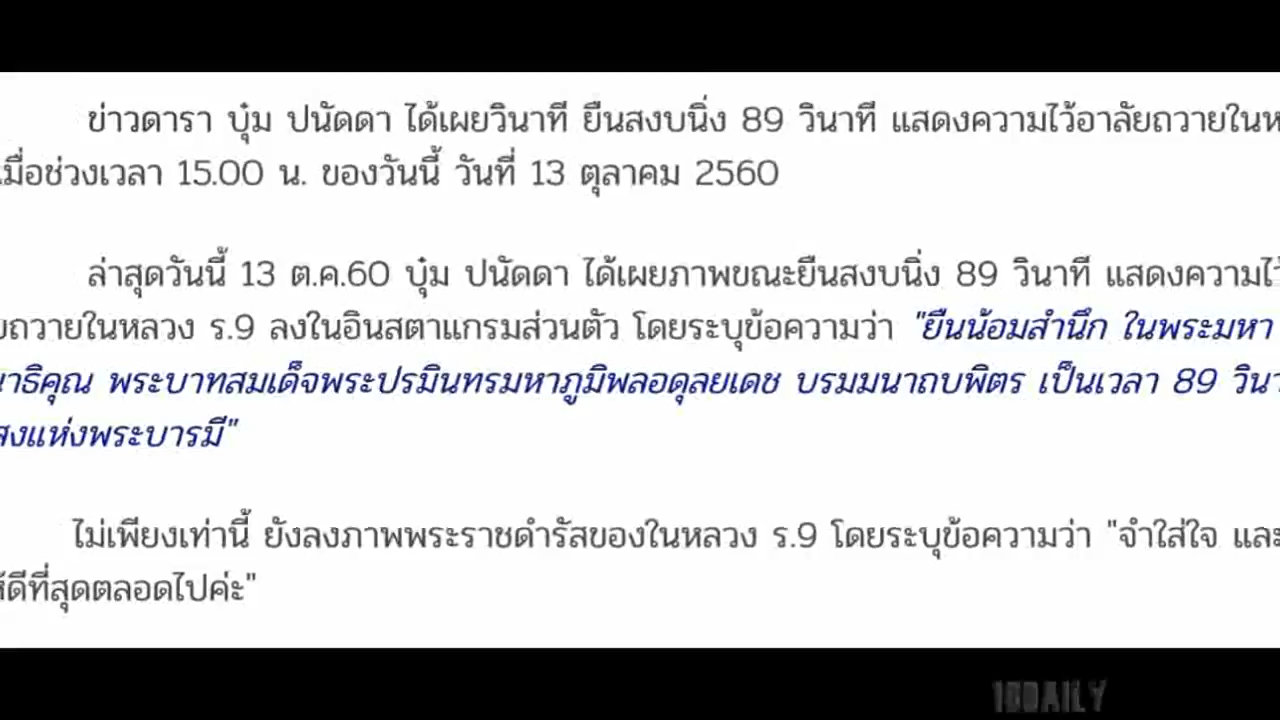 ข่าวดารา บุ๋ม ปนัดดา ได้เผยวินาที ยืนสงบนิ่ง 89 วินาที แสดงความไว้อาลัยถวายในห
เมื่อช่วงเวลา 15.00 น. ของวันนี้ วันที่ 13 ตุลาคม 2560
ล่าสุดวันนี้ 13 ต.ค.60 บุ๋ม ปนัดดา ได้เผยภาพขณะยืนสงบนิ่ง 89 วินาที แสดงความไว้
ยถวายในหลวง ร.9 ลงในอินสตาแกรมส่วนตัว โดยระบุข้อความว่า "ยืนน้อมสำนึก ในพระมหา
นาธิคุณ พระบาทสมเด็จพระปรมินทรมหาภูมิพลอดุลยเดช บรมมนาถบพิตร เป็นเวลา 89 วินา
สงแห่งพระบารมี"
ไม่เพียงเท่านี้ ยังลงภาพพระราชดำรัสของในหลวง ร.9 โดยระบุข้อความว่า "จำใส่ใจ และ
ห้ดีที่สุดตลอดไปค่ะ"